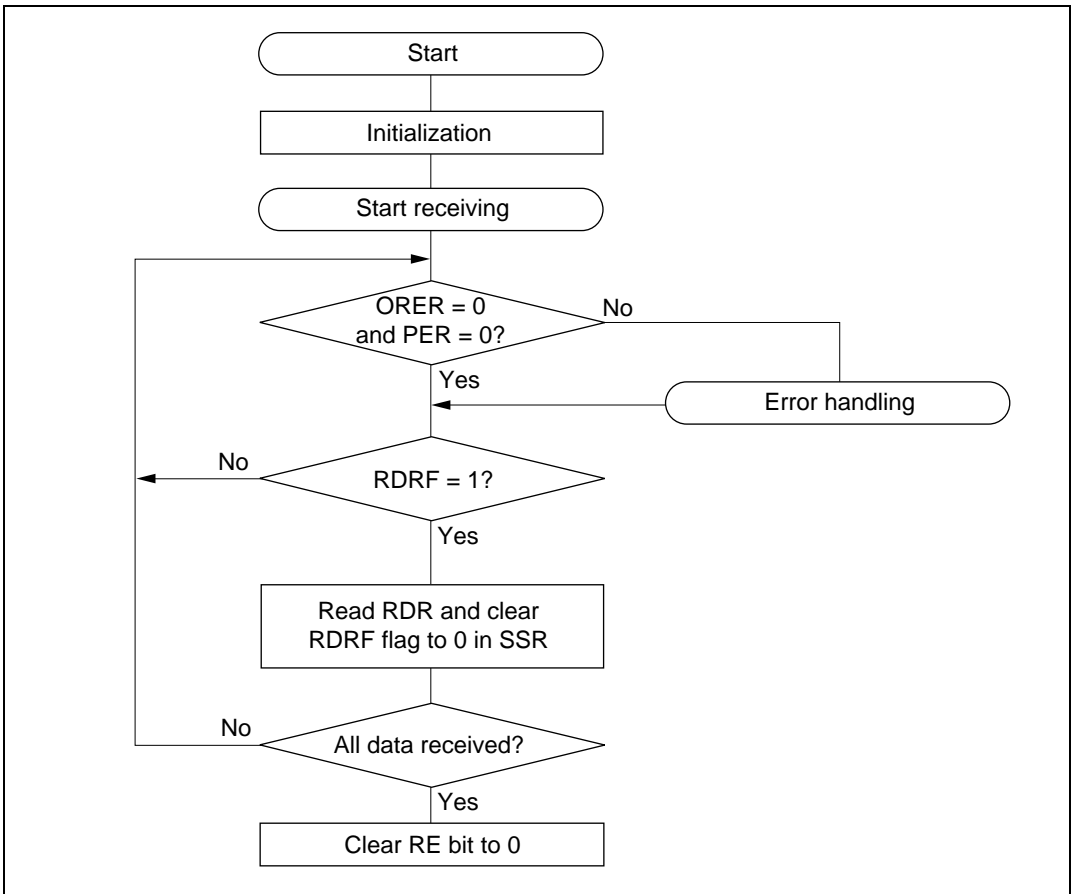 Start
Initialization
Start receiving
ORER = 0
and PER = 0?
No
Yes
Error handling
No
RDRF = 1?
Yes
Read RDR and clear
RDRF flag to 0 in SSR
No
All data received?
Yes
Clear RE bit to 0